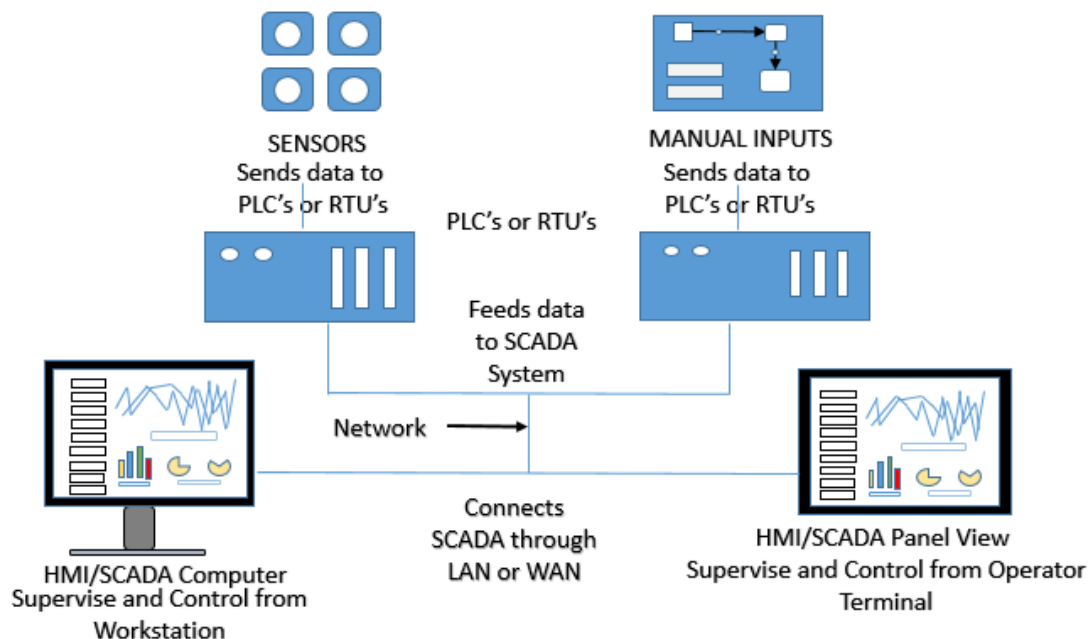 SENSORS
Sends data to
PLC's or RTU's
MANUAL INPUTS
Sends data to
PLC's or RTU's
PLC's or RTU's
Feeds data
to SCADA
System
Network
Connects
SCADA through
LAN or WAN
HMI/SCADA Computer
Supervise and Control from
Workstation
HMI/SCADA Panel View
Supervise and Control from Operator
Terminal